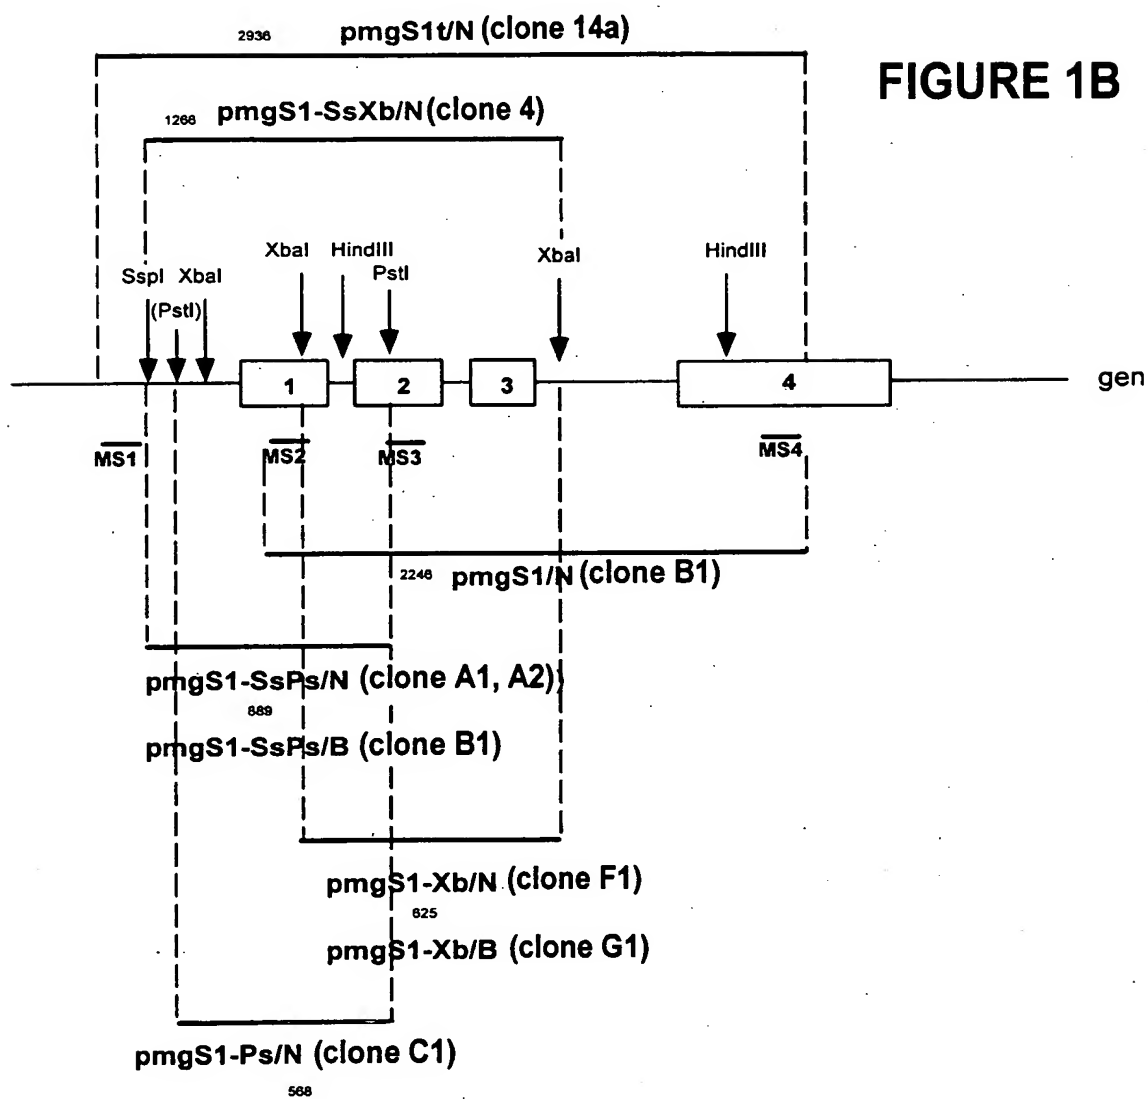 2936 pmgS1t/N (clone 14a)
FIGURE 1B
1266 pmgS1-SsXb/N (clone 4)
XbaI HindIII XbaI HindIII
SspI XbaI PstI
(PstI)
1 2 3 4 gen
MS1 MS2 MS3 MS4
2246 pmgS1/N (clone B1)
pmgS1-SsPs/N (clone A1, A2))
689
pmgS1-SsPs/B (clone B1)
pmgS1-Xb/N (clone F1)
625
pmgS1-Xb/B (clone G1)
pmgS1-Ps/N (clone C1)
568